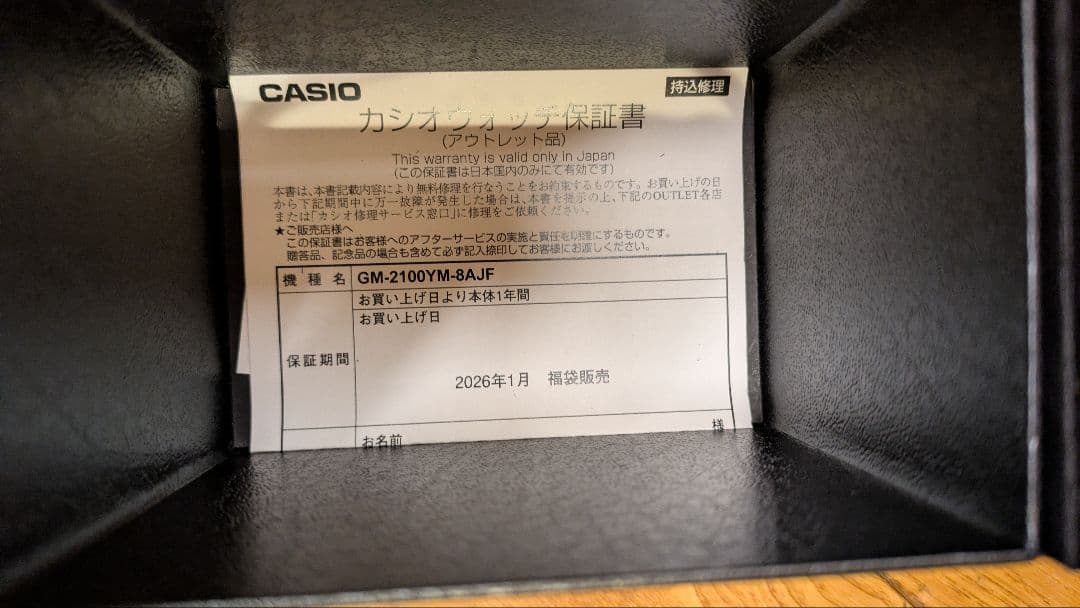 CASIO
持込修理
カシオウォッチ保証書
(アウトレット品)
This warranty is valid only in Japan
(この保証書は日本国内のみにて有効です)
本書は、本書記載内容により無料修理を行なうことをお約束するものです。お買い上げの日
から下記期間中に万一故障が発生した場合は、本書を提示の上、下記のOUTLET各店
または「カシオ修理サービス窓口」に修理をご依頼ください。
★ご販売店様へ
この保証書はお客様へのアフターサービスの実施と責任を明確にするものです。
贈答品、記念品の場合も含めて必ず記入捺印してお客様にお渡しください。
機種名 GM-2100YM-8AJF
お買い上げ日より本体1年間
お買い上げ日
保証期間
2026年1月 福袋販売
お名前 様